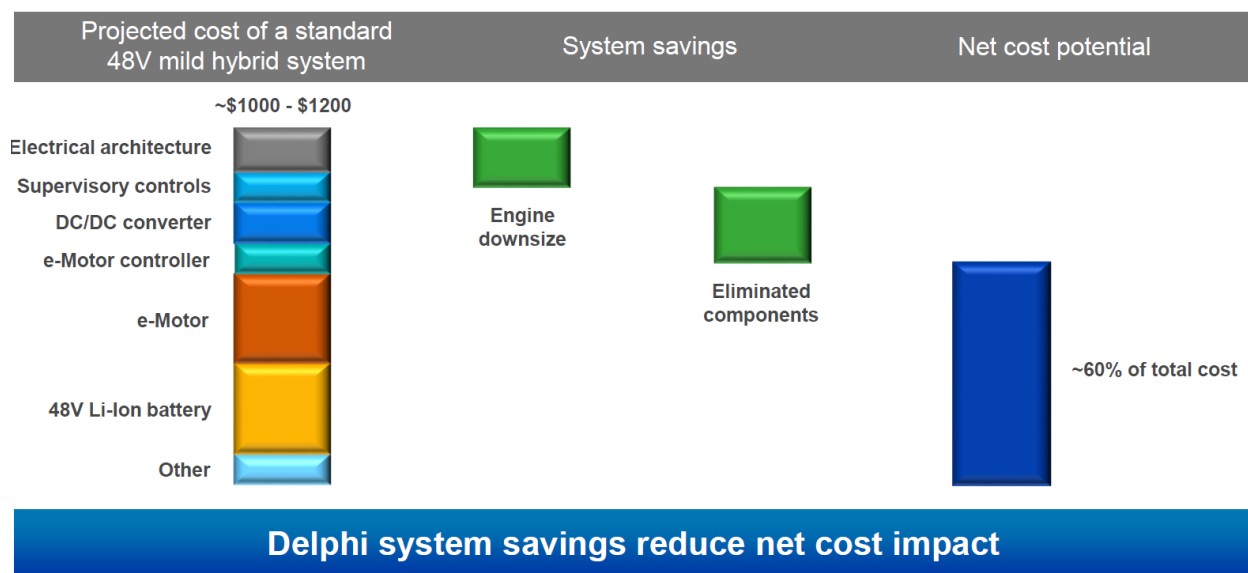 Projected cost of a standard
48V mild hybrid system
System savings
Net cost potential
~$1000 - $1200
Electrical architecture
Supervisory controls
DC/DC converter
e-Motor controller
e-Motor
48V Li-Ion battery
Other
Engine
downsize
Eliminated
components
~60% of total cost
Delphi system savings reduce net cost impact